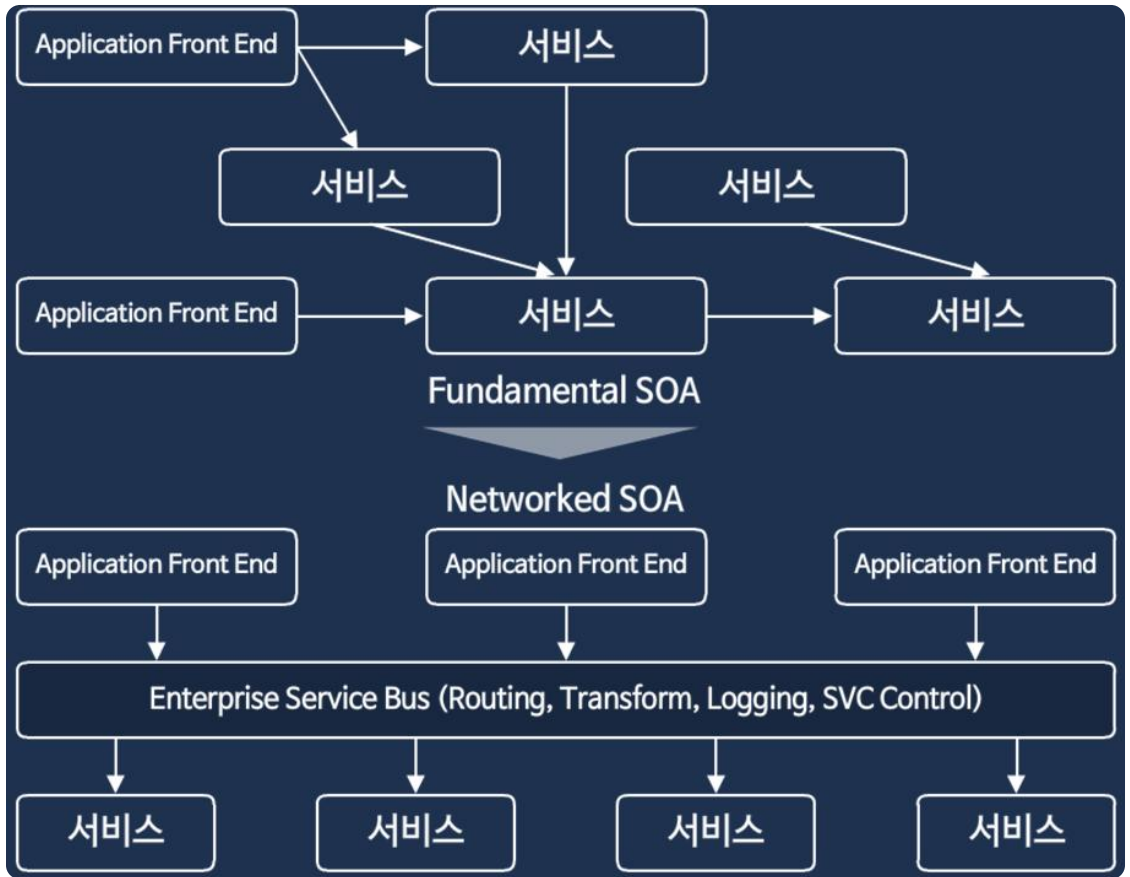 Application Front End
서비스
서비스
서비스
Application Front End
서비스
서비스
Fundamental SOA
Networked SOA
Application Front End
Application Front End
Application Front End
Enterprise Service Bus (Routing, Transform, Logging, SVC Control)
서비스
서비스
서비스
서비스